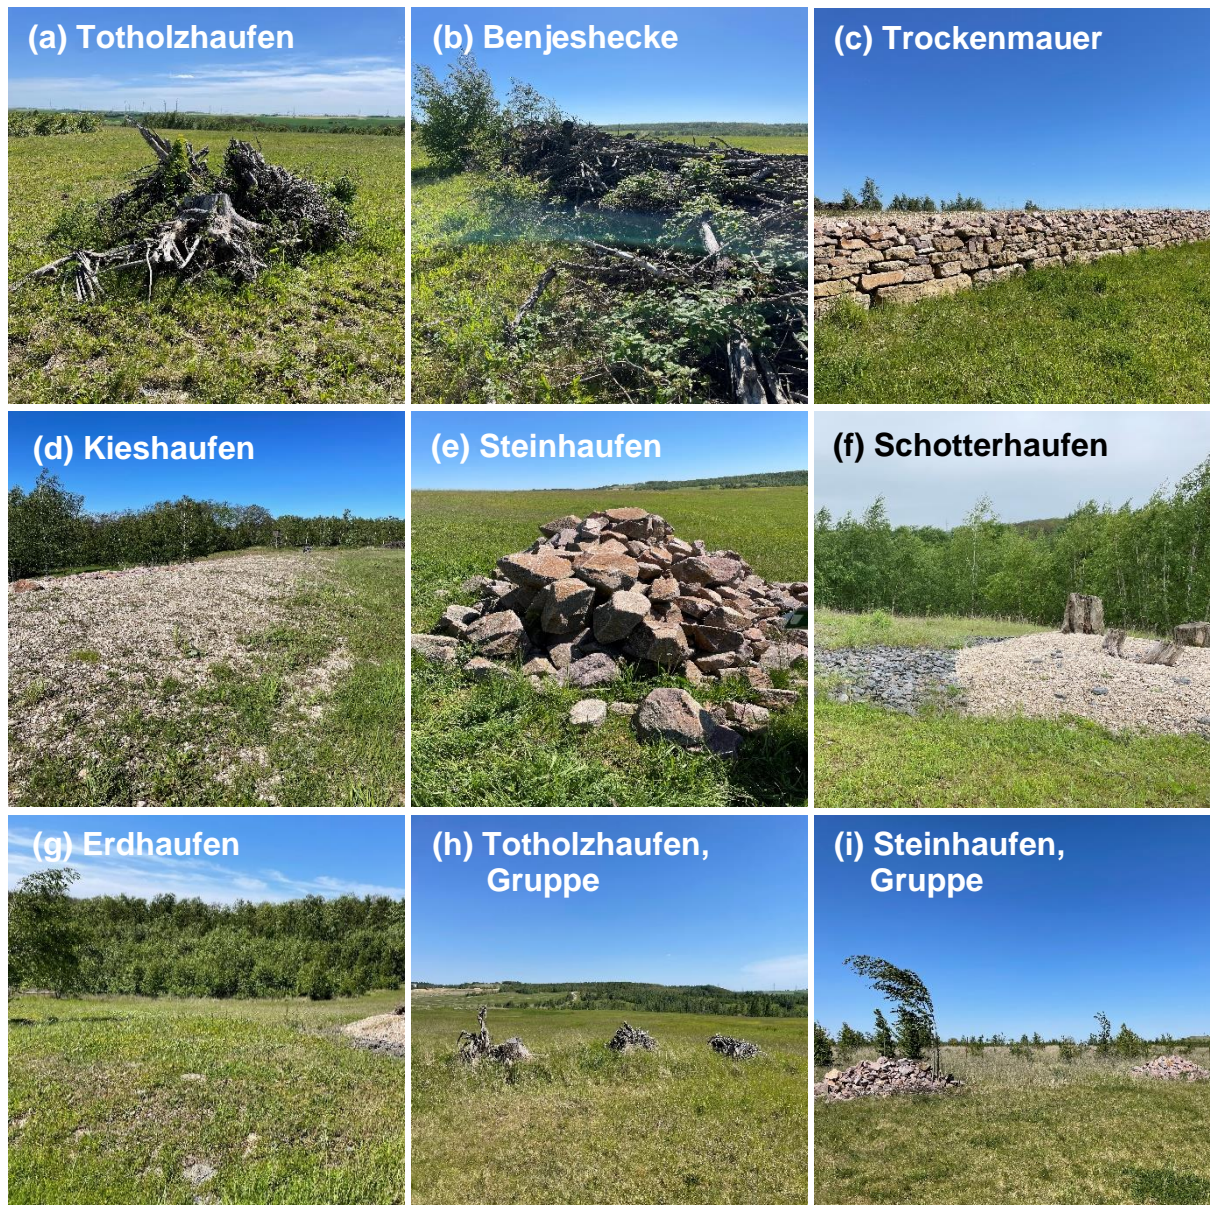 (a) Totholzhaufen
(b) Benjeshecke
(c) Trockenmauer
(d) Kieshaufen
(e) Steinhaufen
(f) Schotterhaufen
(g) Erdhaufen
(h) Totholzhaufen,
Gruppe
(i) Steinhaufen,
Gruppe